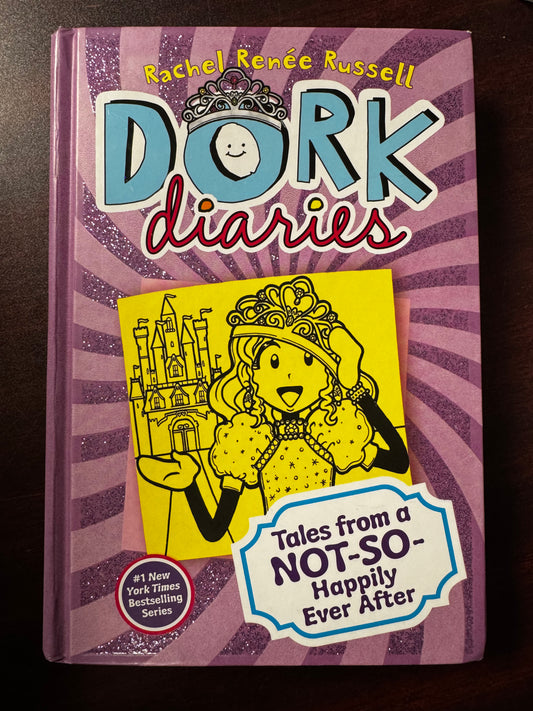 Rachel Renée Russell
DORK
diaries
Tales from a
NOT-SO-
Happily
Ever After
#1 New
York Times
Bestselling
Series